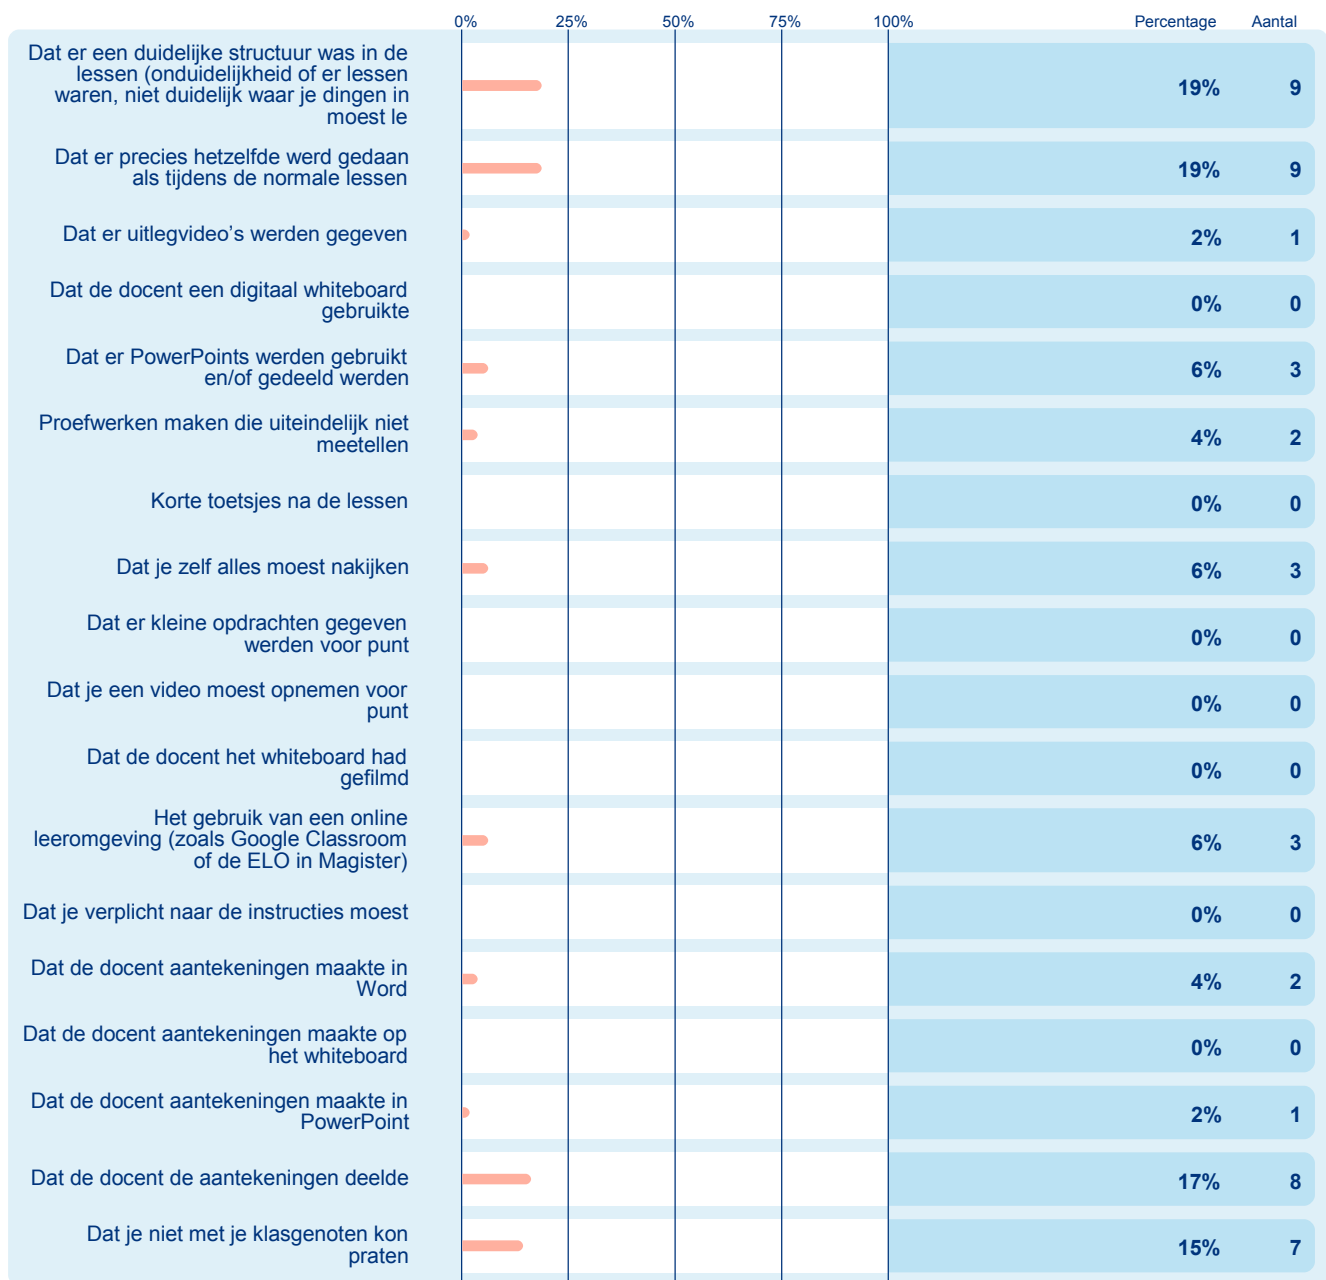 0% 25% 50% 75% 100% Percentage Aantal
Dat er een duidelijke structuur was in de
lessen (onduidelijkheid of er lessen
waren, niet duidelijk waar je dingen in
moest le
19% 9
Dat er precies hetzelfde werd gedaan
als tijdens de normale lessen
19% 9
Dat er uitlegvideo’s werden gegeven
2% 1
Dat de docent een digitaal whiteboard
gebruikte
0% 0
Dat er PowerPoints werden gebruikt
en/of gedeeld werden
6% 3
Proefwerken maken die uiteindelijk niet
meetellen
4% 2
Korte toetsjes na de lessen
0% 0
Dat je zelf alles moest nakijken
6% 3
Dat er kleine opdrachten gegeven
werden voor punt
0% 0
Dat je een video moest opnemen voor
punt
0% 0
Dat de docent het whiteboard had
gefilmd
0% 0
Het gebruik van een online
leeromgeving (zoals Google Classroom
of de ELO in Magister)
6% 3
Dat je verplicht naar de instructies moest
0% 0
Dat de docent aantekeningen maakte in
Word
4% 2
Dat de docent aantekeningen maakte op
het whiteboard
0% 0
Dat de docent aantekeningen maakte in
PowerPoint
2% 1
Dat de docent de aantekeningen deelde
17% 8
Dat je niet met je klasgenoten kon
praten
15% 7